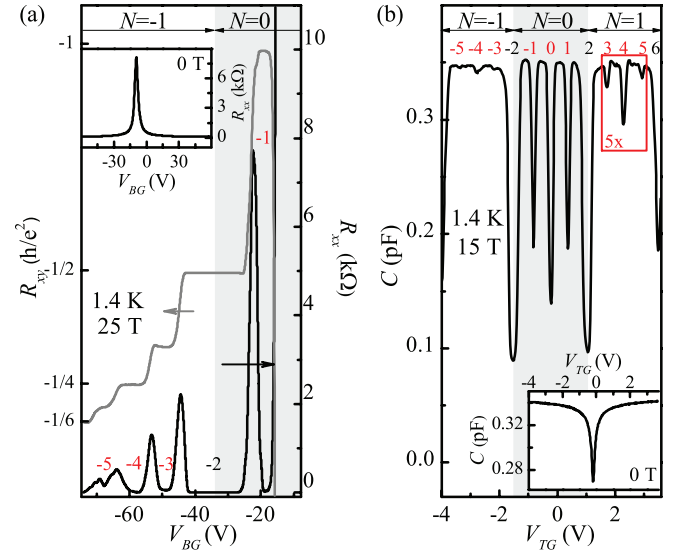 (a)
N=-1
N=0
-1
-1/2
-1/4
-1/6
R_xy (h/e²)
10
8
6
4
2
0
R_xx (kΩ)
0 T
6
3
0
R_xx (kΩ)
-30
0
30
V_BG (V)
-1
1.4 K
25 T
-5
-4
-3
-2
-60
-40
-20
V_BG (V)
(b)
N=-1
N=0
N=1
-5 -4 -3 -2 -1 0 1 2 3 4 5 6
5x
0.3
0.2
0.1
0.0
C (pF)
1.4 K
15 T
V_TG (V)
-4 -2 0 2
0.32
0.28
C (pF)
0 T
-4
-2
0
2
V_TG (V)